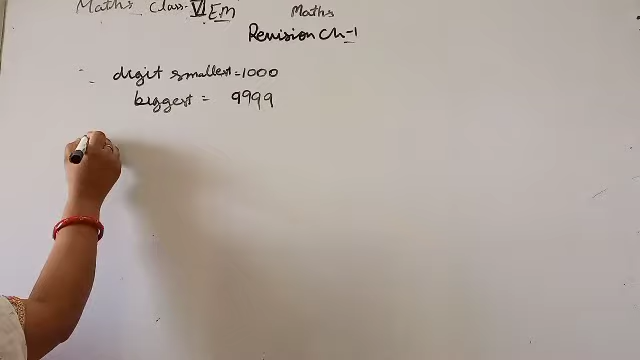 Maths Class- VI EM
Maths
Revision Ch-1
digit smallest = 1000
biggest = 9999